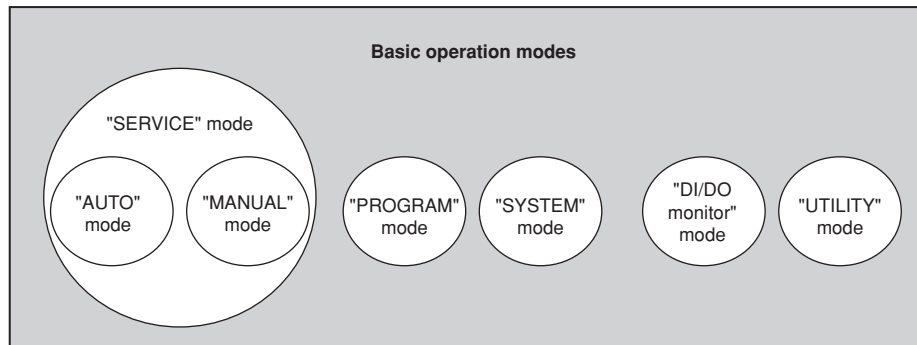 Basic operation modes
"SERVICE" mode
"AUTO"
mode
"MANUAL"
mode
"PROGRAM"
mode
"SYSTEM"
mode
"DI/DO
monitor"
mode
"UTILITY"
mode